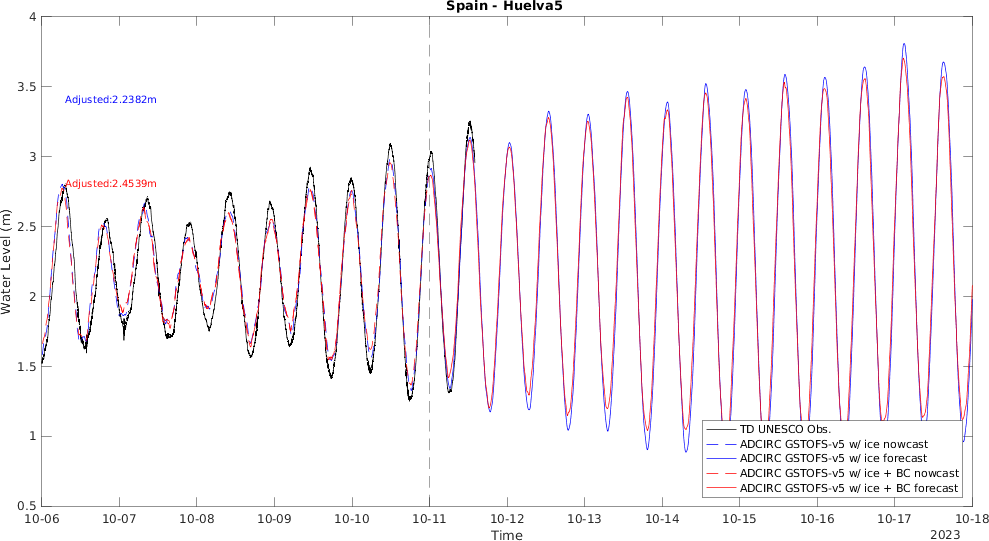 Spain - Huelva5
4
3.5
3
2.5
2
1.5
1
0.5
Water Level (m)
Adjusted:2.2382m
Adjusted:2.4539m
TD UNESCO Obs.
ADCIRC GSTOFS-v5 w/ ice nowcast
ADCIRC GSTOFS-v5 w/ ice forecast
ADCIRC GSTOFS-v5 w/ ice + BC nowcast
ADCIRC GSTOFS-v5 w/ ice + BC forecast
10-06 10-07 10-08 10-09 10-10 10-11 10-12 10-13 10-14 10-15 10-16 10-17 10-18
Time
2023